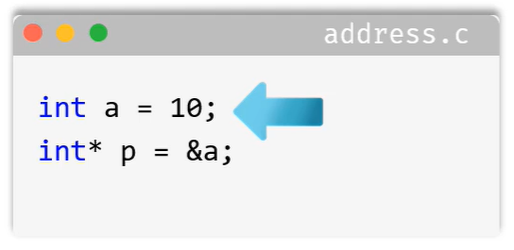 address.c
int a = 10;
int* p = &a;